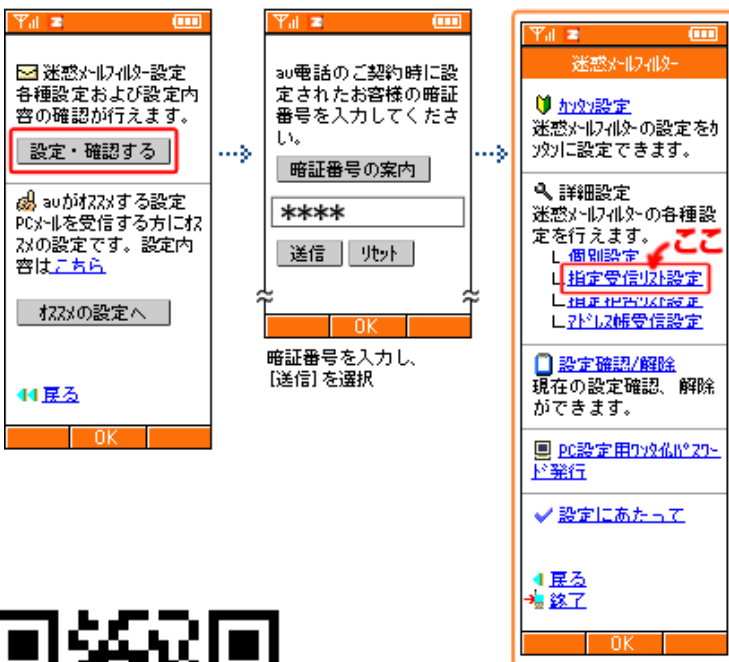 迷惑ﾒｰﾙﾌｨﾙﾀｰ設定
各種設定および設定内
容の確認が行えます。
設定・確認する
auがｵｽｽﾒする設定
PCﾒｰﾙを受信する方にｵｽ
ｽﾒの設定です。設定内
容はこちら
ｵｽｽﾒの設定へ
戻る
OK
au電話のご契約時に設
定されたお客様の暗証
番号を入力してくださ
い。
暗証番号の案内
****
送信 ﾘｾｯﾄ
OK
暗証番号を入力し、
[送信]を選択
迷惑ﾒｰﾙﾌｨﾙﾀｰ
ｶﾝﾀﾝ設定
迷惑ﾒｰﾙﾌｨﾙﾀｰの設定をｶ
ﾝﾀﾝに設定できます。
詳細設定
迷惑ﾒｰﾙﾌｨﾙﾀｰの各種設
定を行えます。
ここ
個別設定
指定受信ﾘｽﾄ設定
指定拒否ﾘｽﾄ設定
ｱﾄﾞﾚｽ帳受信設定
設定確認/解除
現在の設定確認、解除
ができます。
PC設定用ﾜﾝﾀｲﾑﾊﾟｽﾜｰ
ﾄﾞ発行
設定にあたって
戻る
終了
OK